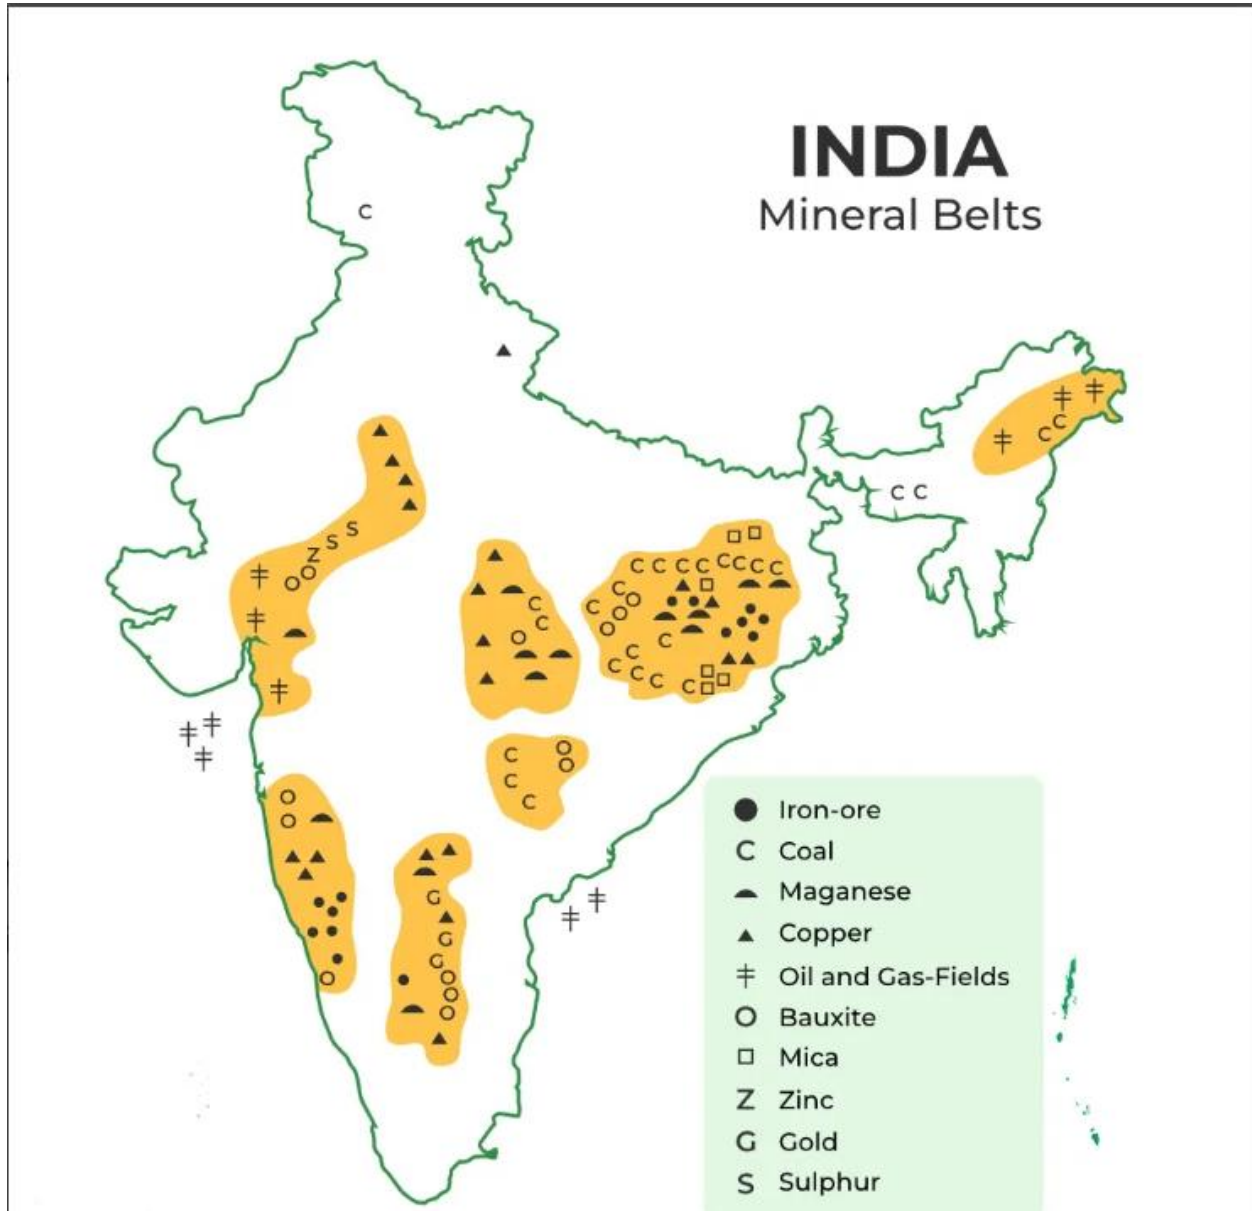 INDIA
Mineral Belts
C
C C
C C
S
S
Z
C C C C C C C C
C
C
C
C
C
C
C
C
C
C
C
C
C
C
G
G
G
Iron-ore
C Coal
Maganese
Copper
Oil and Gas-Fields
Bauxite
Mica
Z Zinc
G Gold
S Sulphur